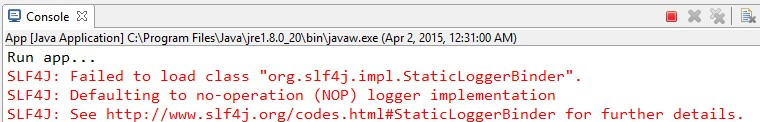 Console
App [Java Application] C:\Program Files\Java\jre1.8.0_20\bin\javaw.exe (Apr 2, 2015, 12:31:00 AM)
Run app...
SLF4J: Failed to load class "org.slf4j.impl.StaticLoggerBinder".
SLF4J: Defaulting to no-operation (NOP) logger implementation
SLF4J: See http://www.slf4j.org/codes.html#StaticLoggerBinder for further details.